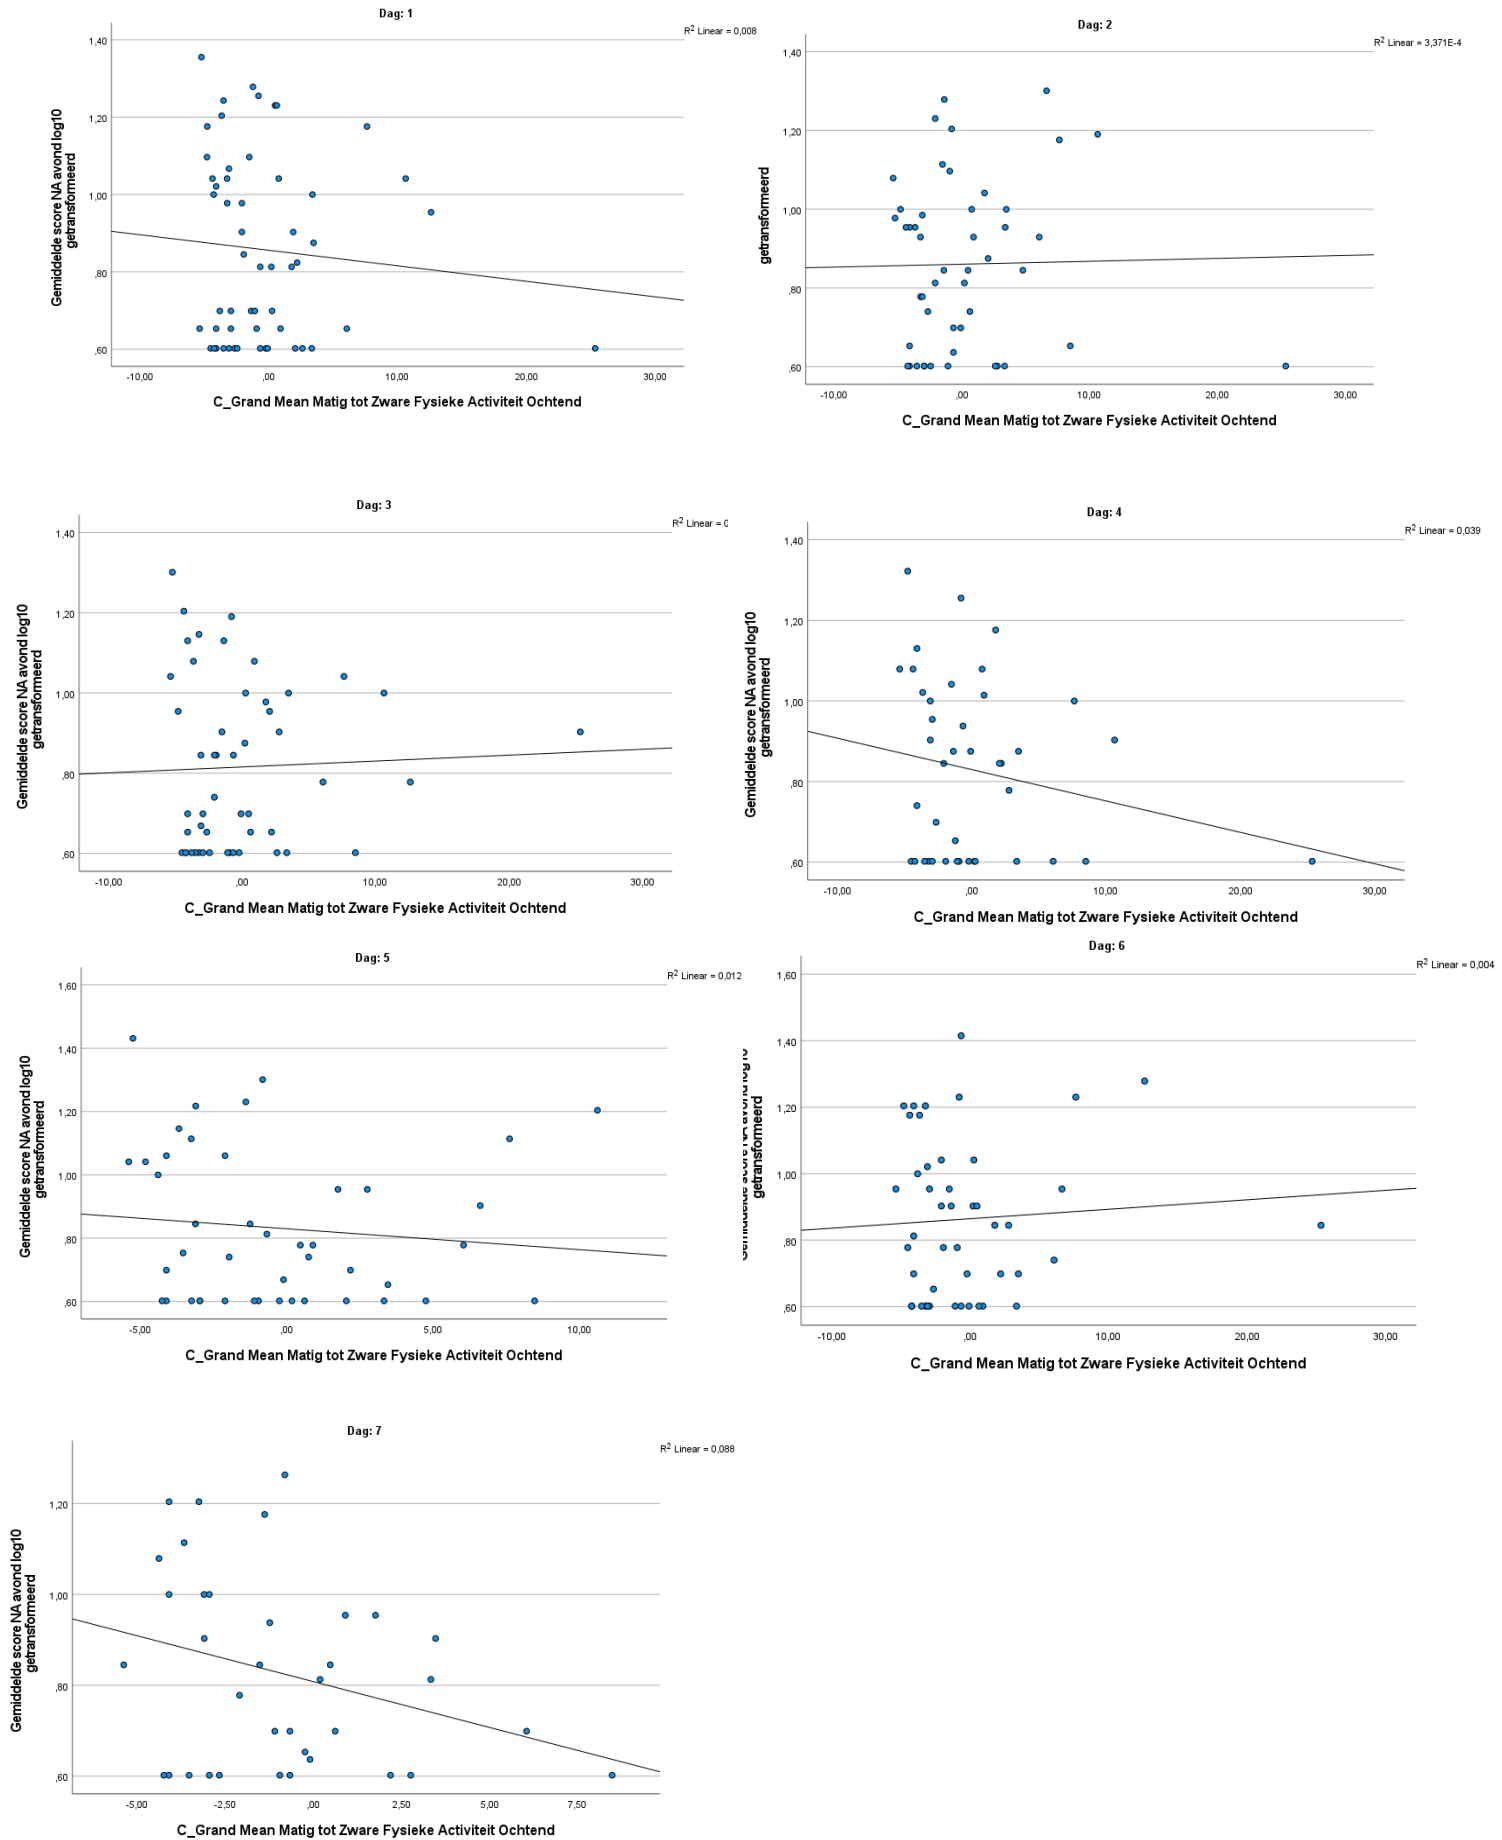 Dag: 1
R2 Linear = 0,008
1,40
1,20
1,00
,80
,60
Gemiddelde score NA avond log10
getransformeerd
-10,00 ,00 10,00 20,00 30,00
C_Grand Mean Matig tot Zware Fysieke Activiteit Ochtend
Dag: 2
R2 Linear = 3,371E-4
1,40
1,20
1,00
,80
,60
getransformeerd
-10,00 ,00 10,00 20,00 30,00
C_Grand Mean Matig tot Zware Fysieke Activiteit Ochtend
Dag: 3
R2 Linear = 0
1,40
1,20
1,00
,80
,60
Gemiddelde score NA avond log10
getransformeerd
-10,00 ,00 10,00 20,00 30,00
C_Grand Mean Matig tot Zware Fysieke Activiteit Ochtend
Dag: 4
R2 Linear = 0,039
1,40
1,20
1,00
,80
,60
Gemiddelde score NA avond log10
getransformeerd
-10,00 ,00 10,00 20,00 30,00
C_Grand Mean Matig tot Zware Fysieke Activiteit Ochtend
Dag: 5
R2 Linear = 0,012
1,60
1,40
1,20
1,00
,80
,60
Gemiddelde score NA avond log10
getransformeerd
-5,00 ,00 5,00 10,00
C_Grand Mean Matig tot Zware Fysieke Activiteit Ochtend
Dag: 6
R2 Linear = 0,004
1,60
1,40
1,20
1,00
,80
,60
Gemiddelde score NA avond log10
getransformeerd
-10,00 ,00 10,00 20,00 30,00
C_Grand Mean Matig tot Zware Fysieke Activiteit Ochtend
Dag: 7
R2 Linear = 0,088
1,20
1,00
,80
,60
Gemiddelde score NA avond log10
getransformeerd
-5,00 -2,50 ,00 2,50 5,00 7,50
C_Grand Mean Matig tot Zware Fysieke Activiteit Ochtend